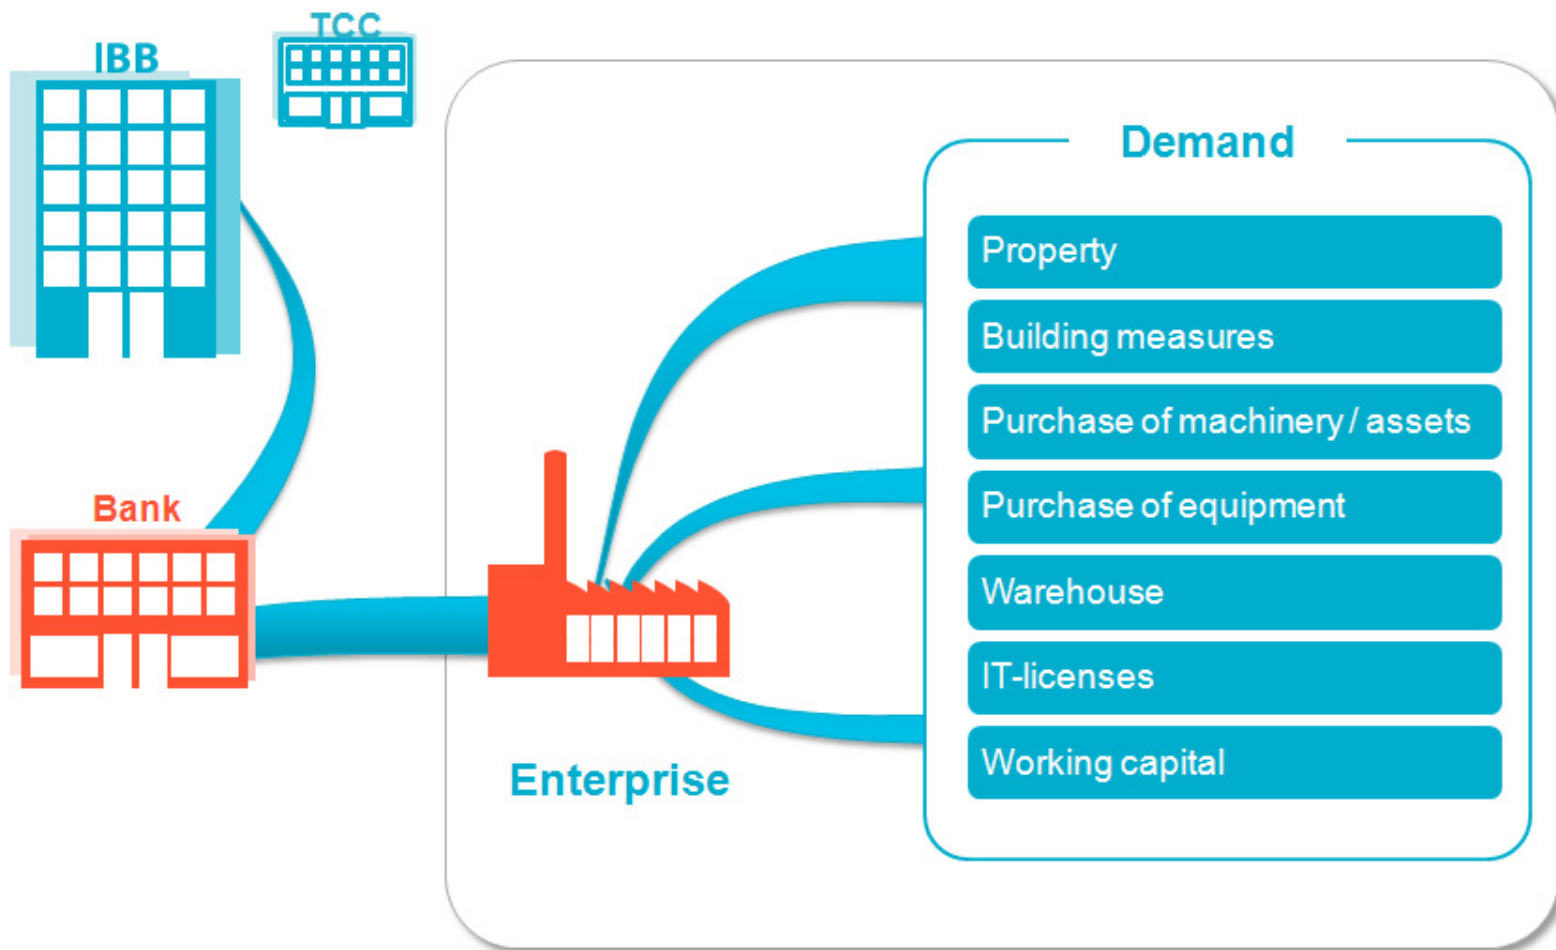 TCC
IBB
Demand
Property
Building measures
Purchase of machinery / assets
Bank
Purchase of equipment
Warehouse
IT-licenses
Enterprise
Working capital